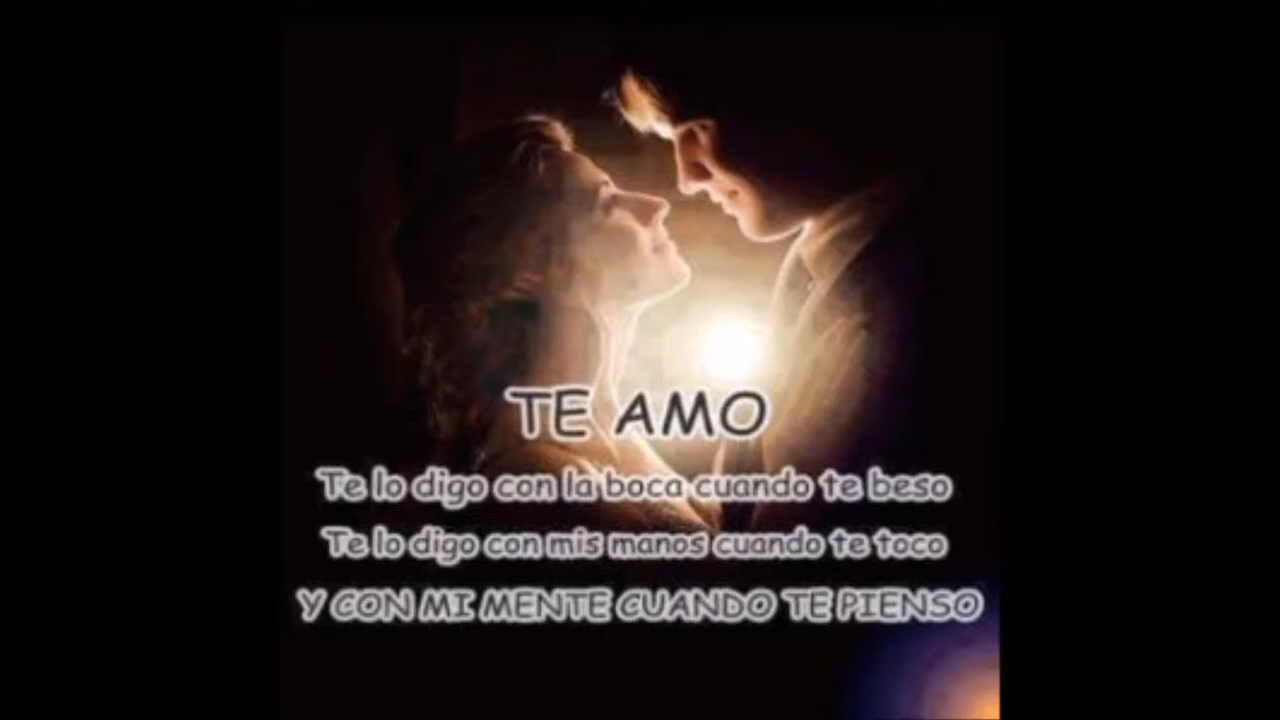 TE AMO
Te lo digo con la boca cuando te beso
Te lo digo con mis manos cuando te toco
Y CON MI MENTE CUANDO TE PIENSO